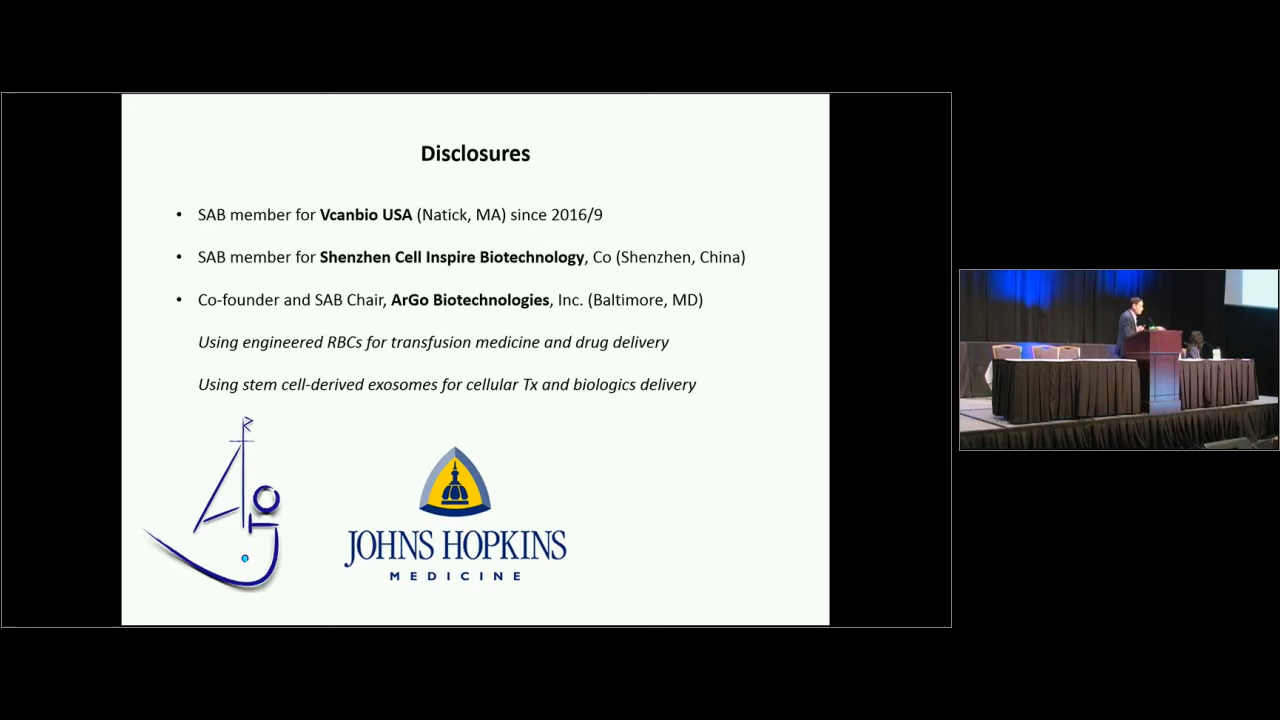 Disclosures
• SAB member for Vcanbio USA (Natick, MA) since 2016/9
• SAB member for Shenzhen Cell Inspire Biotechnology, Co (Shenzhen, China)
• Co-founder and SAB Chair, ArGo Biotechnologies, Inc. (Baltimore, MD)
Using engineered RBCs for transfusion medicine and drug delivery
Using stem cell-derived exosomes for cellular Tx and biologics delivery
JOHNS HOPKINS
MEDICINE